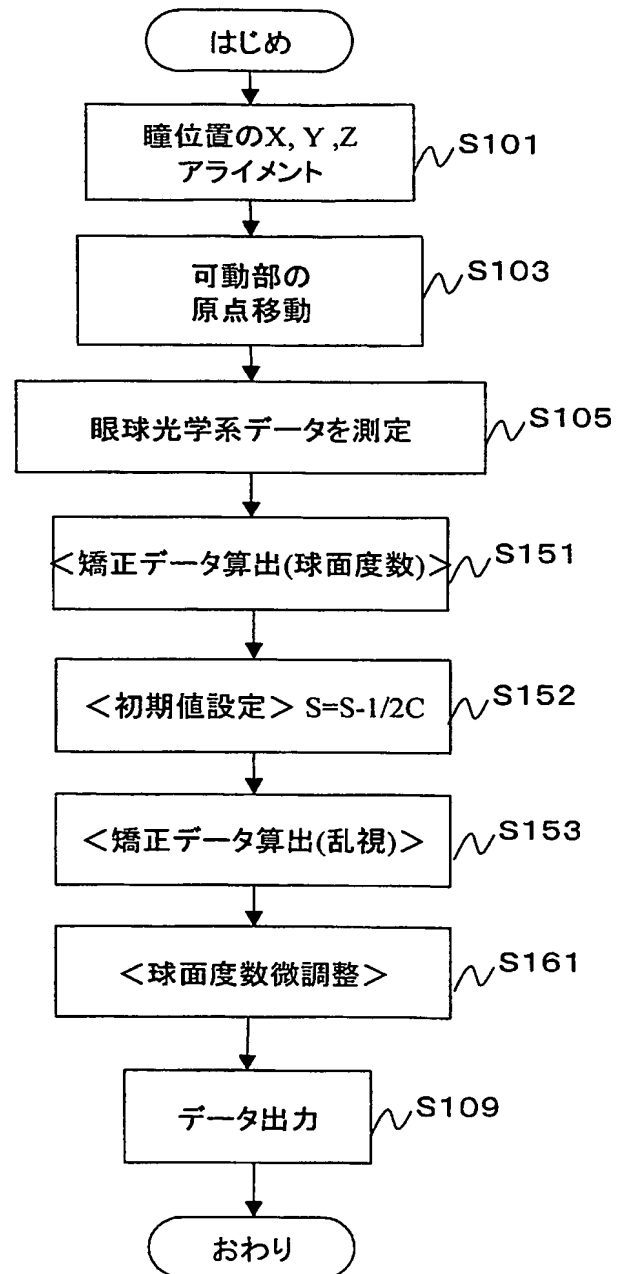 はじめ
瞳位置のX, Y ,Z
アライメント
S101
可動部の
原点移動
S103
眼球光学系データを測定
S105
＜矯正データ算出(球面度数)＞
S151
＜初期値設定＞ S=S-1/2C
S152
＜矯正データ算出(乱視)＞
S153
＜球面度数微調整＞
S161
データ出力
S109
おわり